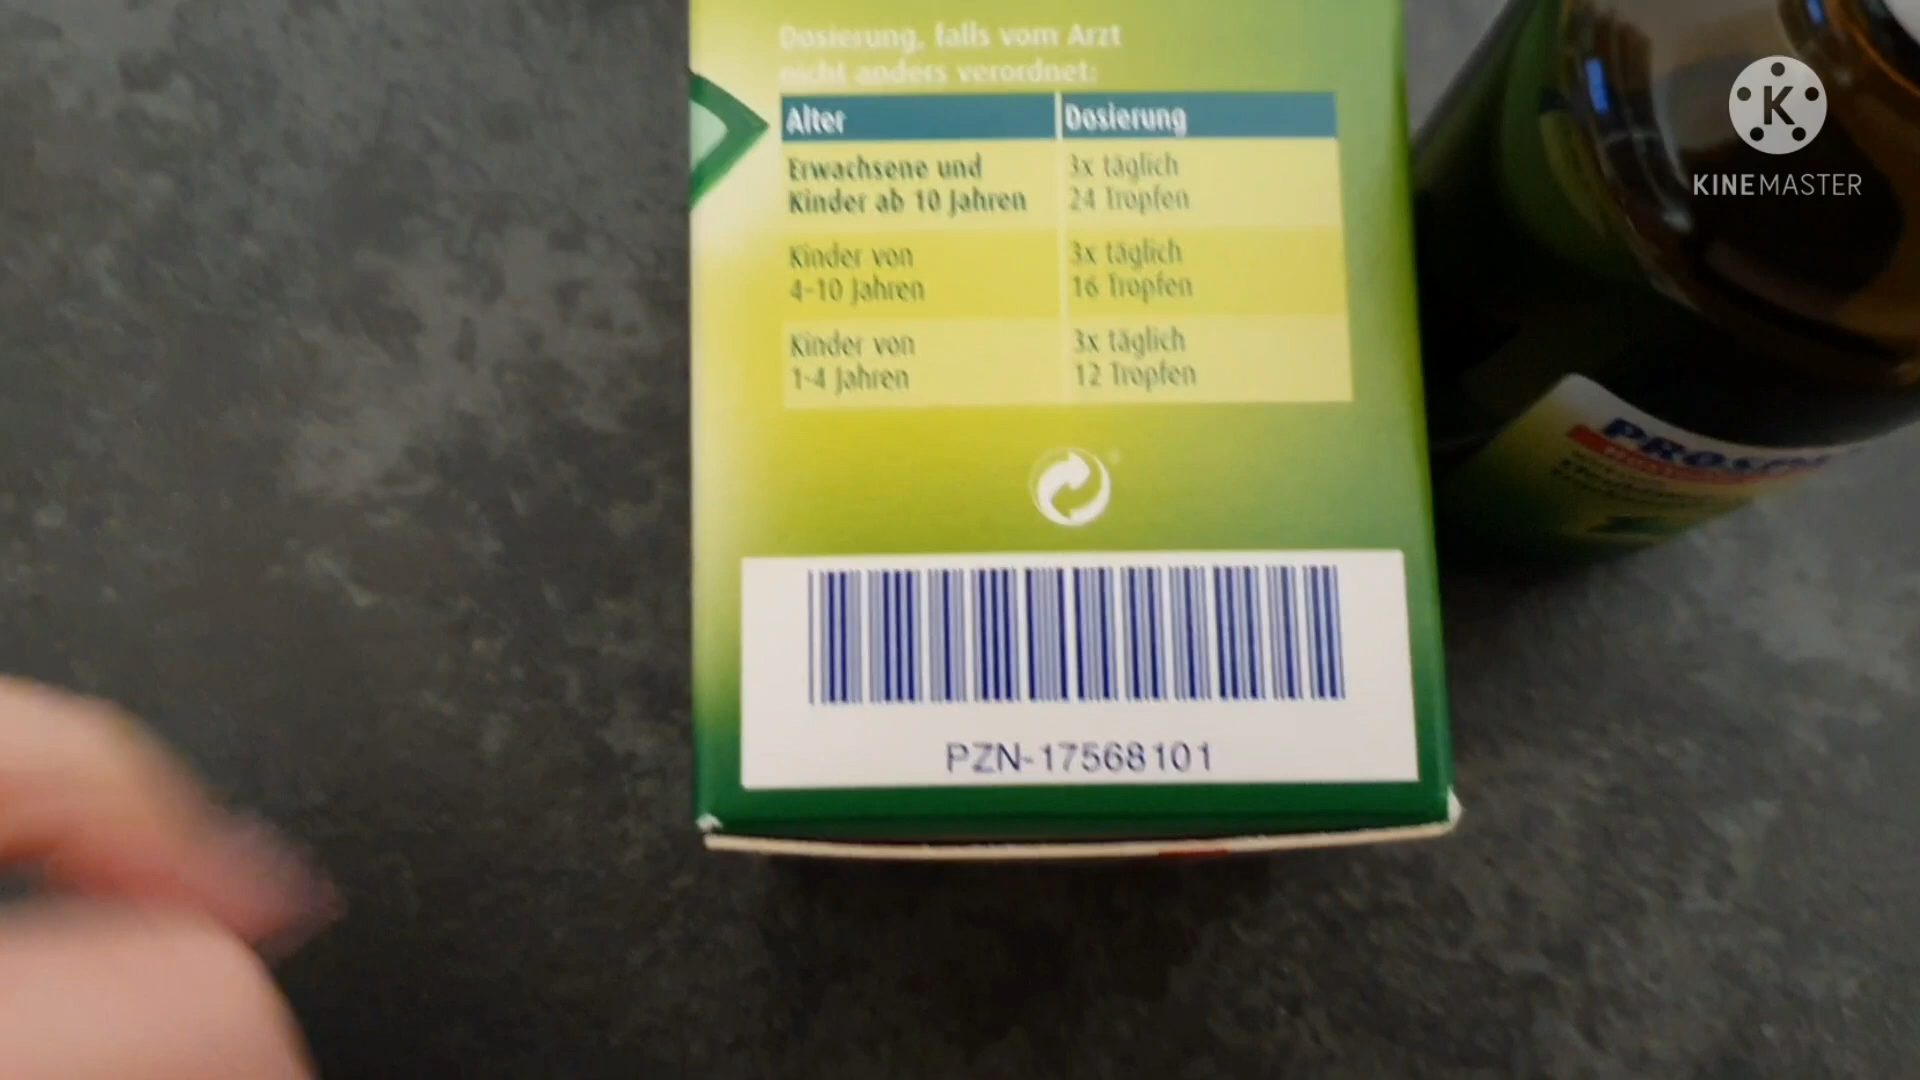 Dosierung, falls vom Arzt
nicht anders verordnet:
Alter
Dosierung
Erwachsene und
Kinder ab 10 Jahren
3x täglich
24 Tropfen
Kinder von
4-10 Jahren
3x täglich
16 Tropfen
Kinder von
1-4 Jahren
3x täglich
12 Tropfen
PZN-17568101
K
KINEMASTER